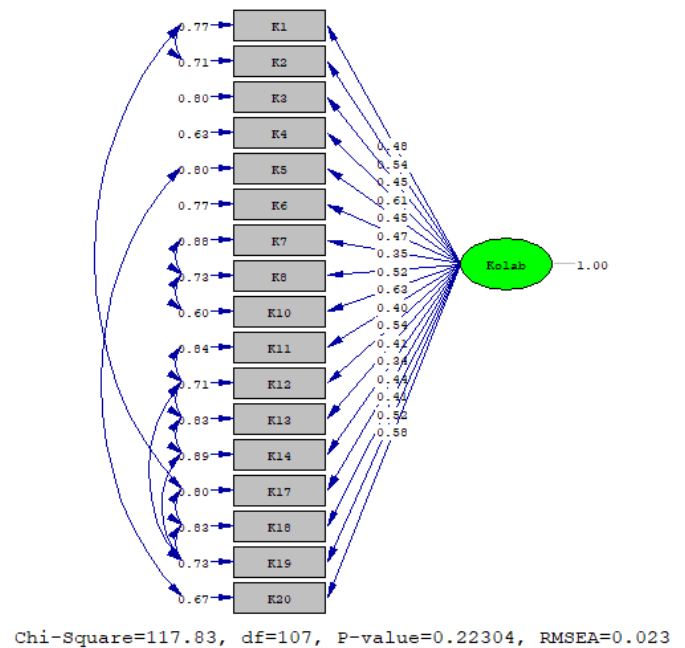 0.77 K1
0.71 K2
0.80 K3
0.63 K4
0.80 K5
0.77 K6
0.88 K7
0.73 K8
0.60 K10
0.84 K11
0.71 K12
0.83 K13
0.89 K14
0.80 K17
0.83 K18
0.73 K19
0.67 K20
0.48
0.54
0.45
0.61
0.45
0.47
0.35
0.52
0.63
0.40
0.54
0.41
0.34
0.44
0.41
0.52
0.58
Kolab 1.00
Chi-Square=117.83, df=107, P-value=0.22304, RMSEA=0.023